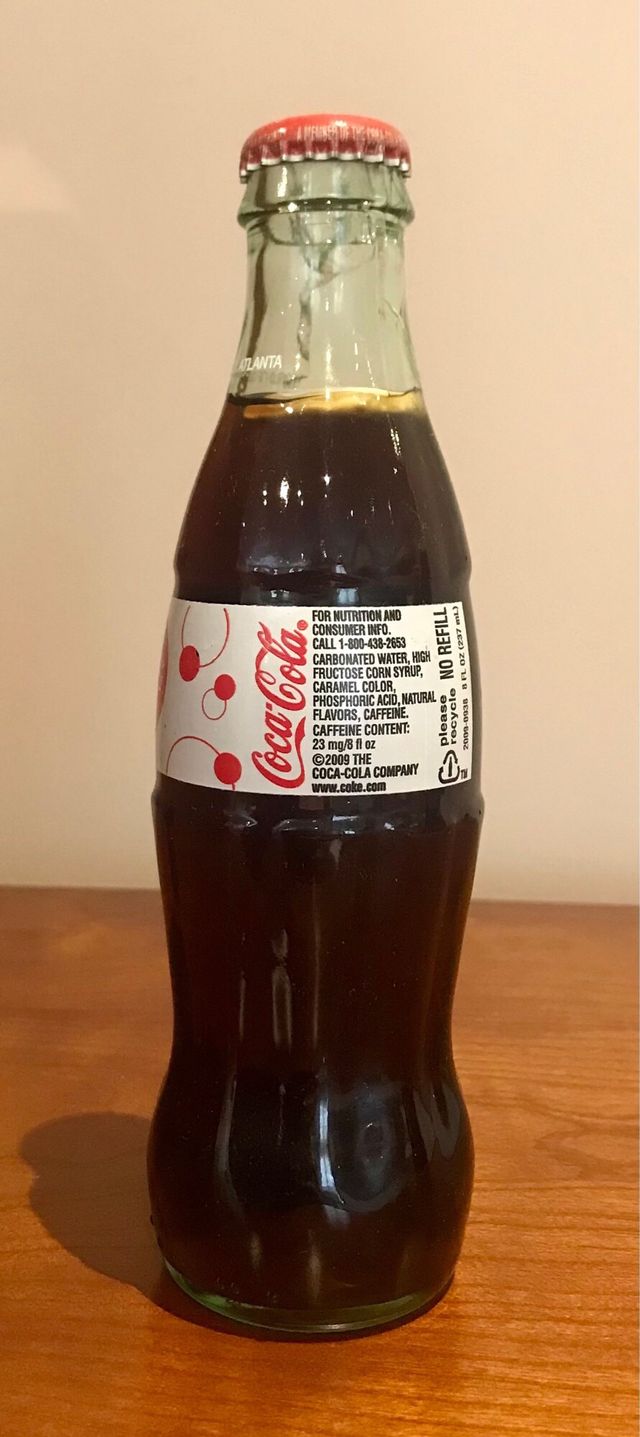 ATLANTA
Coca-Cola®
FOR NUTRITION AND
CONSUMER INFO.
CALL 1-800-438-2653
CARBONATED WATER, HIGH
FRUCTOSE CORN SYRUP,
CARAMEL COLOR,
PHOSPHORIC ACID, NATURAL
FLAVORS, CAFFEINE.
CAFFEINE CONTENT:
23 mg/8 fl oz
©2009 THE
COCA-COLA COMPANY
www.coke.com
please
recycle
NO REFILL
TM
2009-0938 8 FL OZ (237 mL)